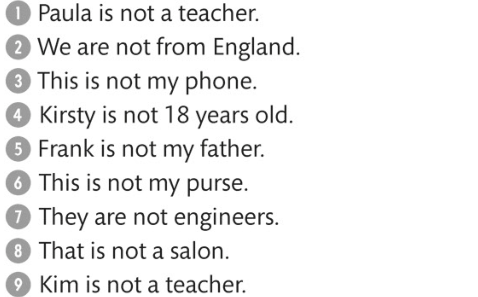 1 Paula is not a teacher.
2 We are not from England.
3 This is not my phone.
4 Kirsty is not 18 years old.
5 Frank is not my father.
6 This is not my purse.
7 They are not engineers.
8 That is not a salon.
9 Kim is not a teacher.